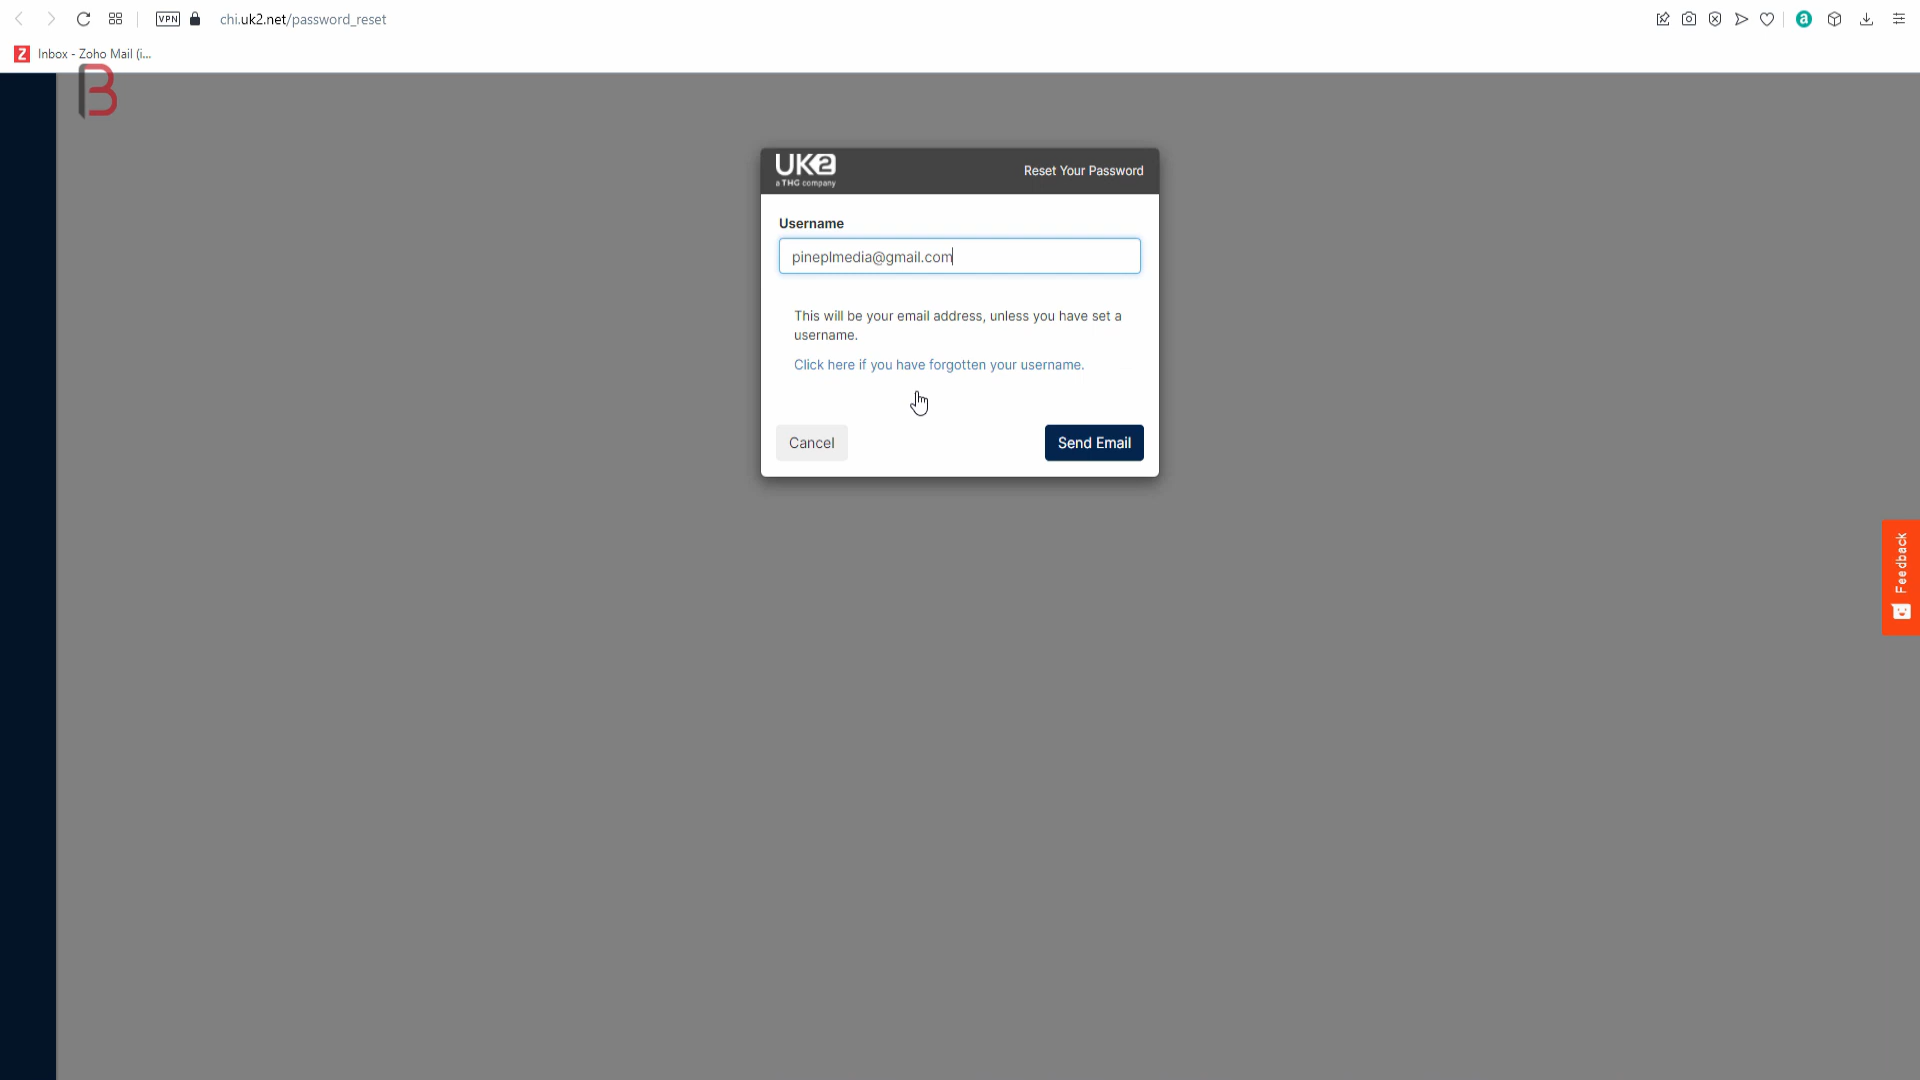 VPN
chi.uk2.net/password_reset
a
Z Inbox - Zoho Mail (i...
B
UK2
a THG company
Reset Your Password
Username
pineplmedia@gmail.com
This will be your email address, unless you have set a
username.
Click here if you have forgotten your username.
Cancel
Send Email
Feedback